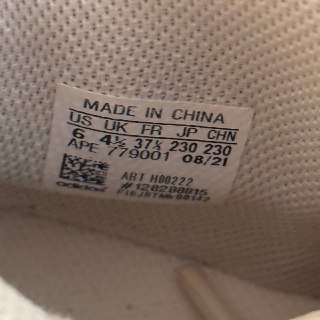 MADE IN CHINA
US UK FR JP CHN
6 4½ 37⅓ 230 230
APE 779001 08/21
ART H00222
adidas